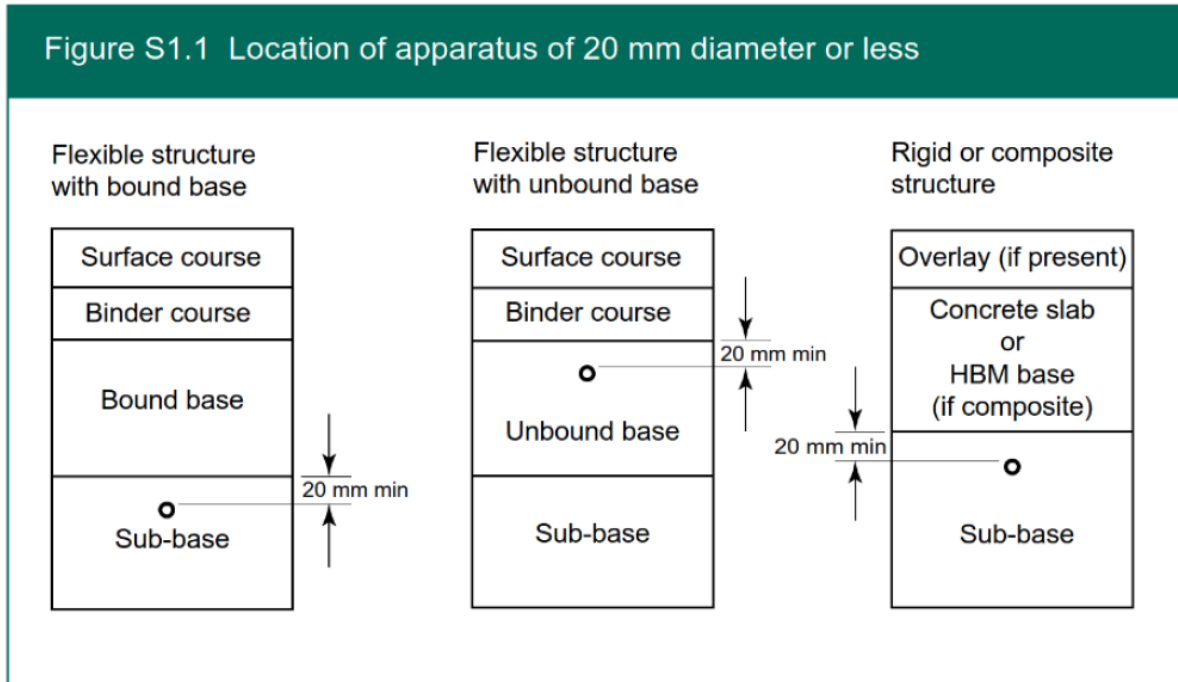 Figure S1.1 Location of apparatus of 20 mm diameter or less
Flexible structure
with bound base
Surface course
Binder course
Bound base
20 mm min
Sub-base
Flexible structure
with unbound base
Surface course
Binder course
20 mm min
Unbound base
Sub-base
Rigid or composite
structure
Overlay (if present)
Concrete slab
or
HBM base
(if composite)
20 mm min
Sub-base